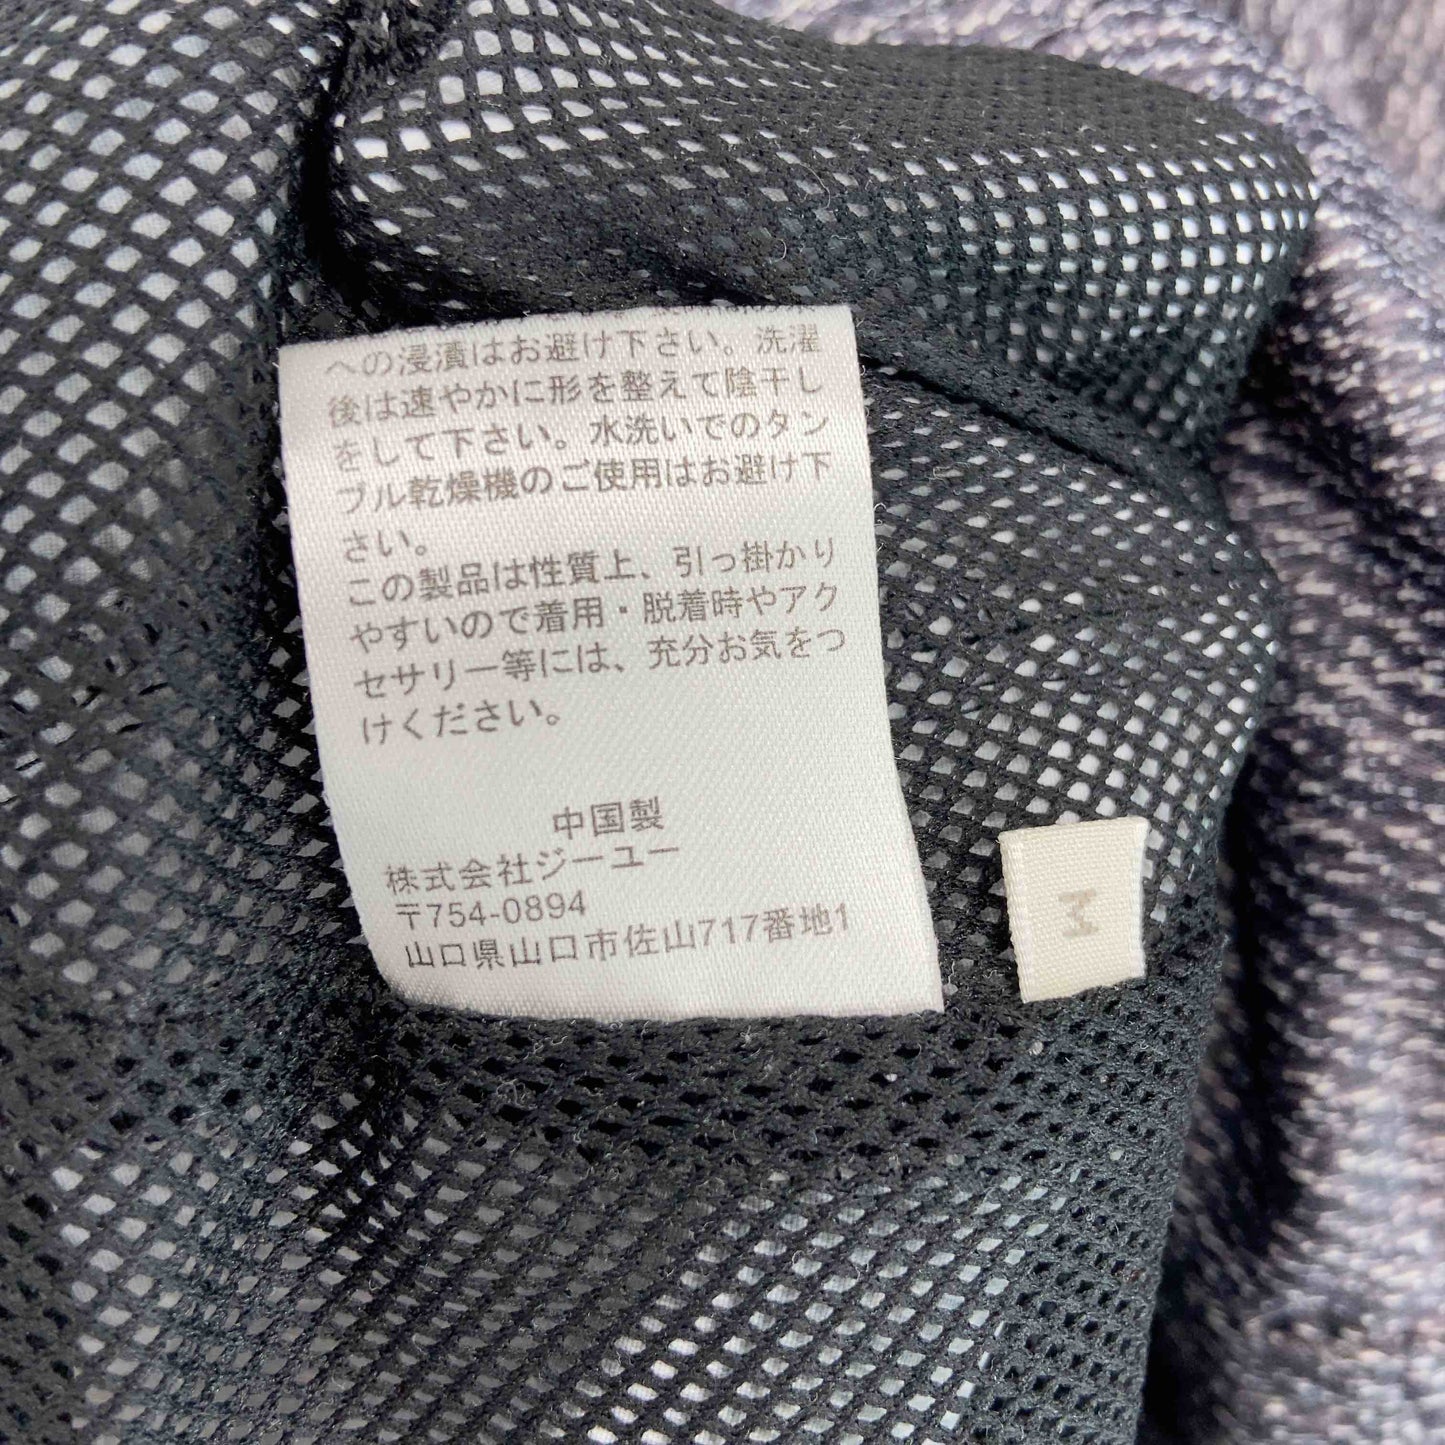 への浸漬はお避け下さい。洗濯
後は速やかに形を整えて陰干し
をして下さい。水洗いでのタン
ブル乾燥機のご使用はお避け下
さい。
この製品は性質上、引っ掛かり
やすいので着用・脱着時やアク
セサリー等には、充分お気をつ
けください。
中国製
株式会社ジーユー
〒754-0894
山口県山口市佐山717番地1
M